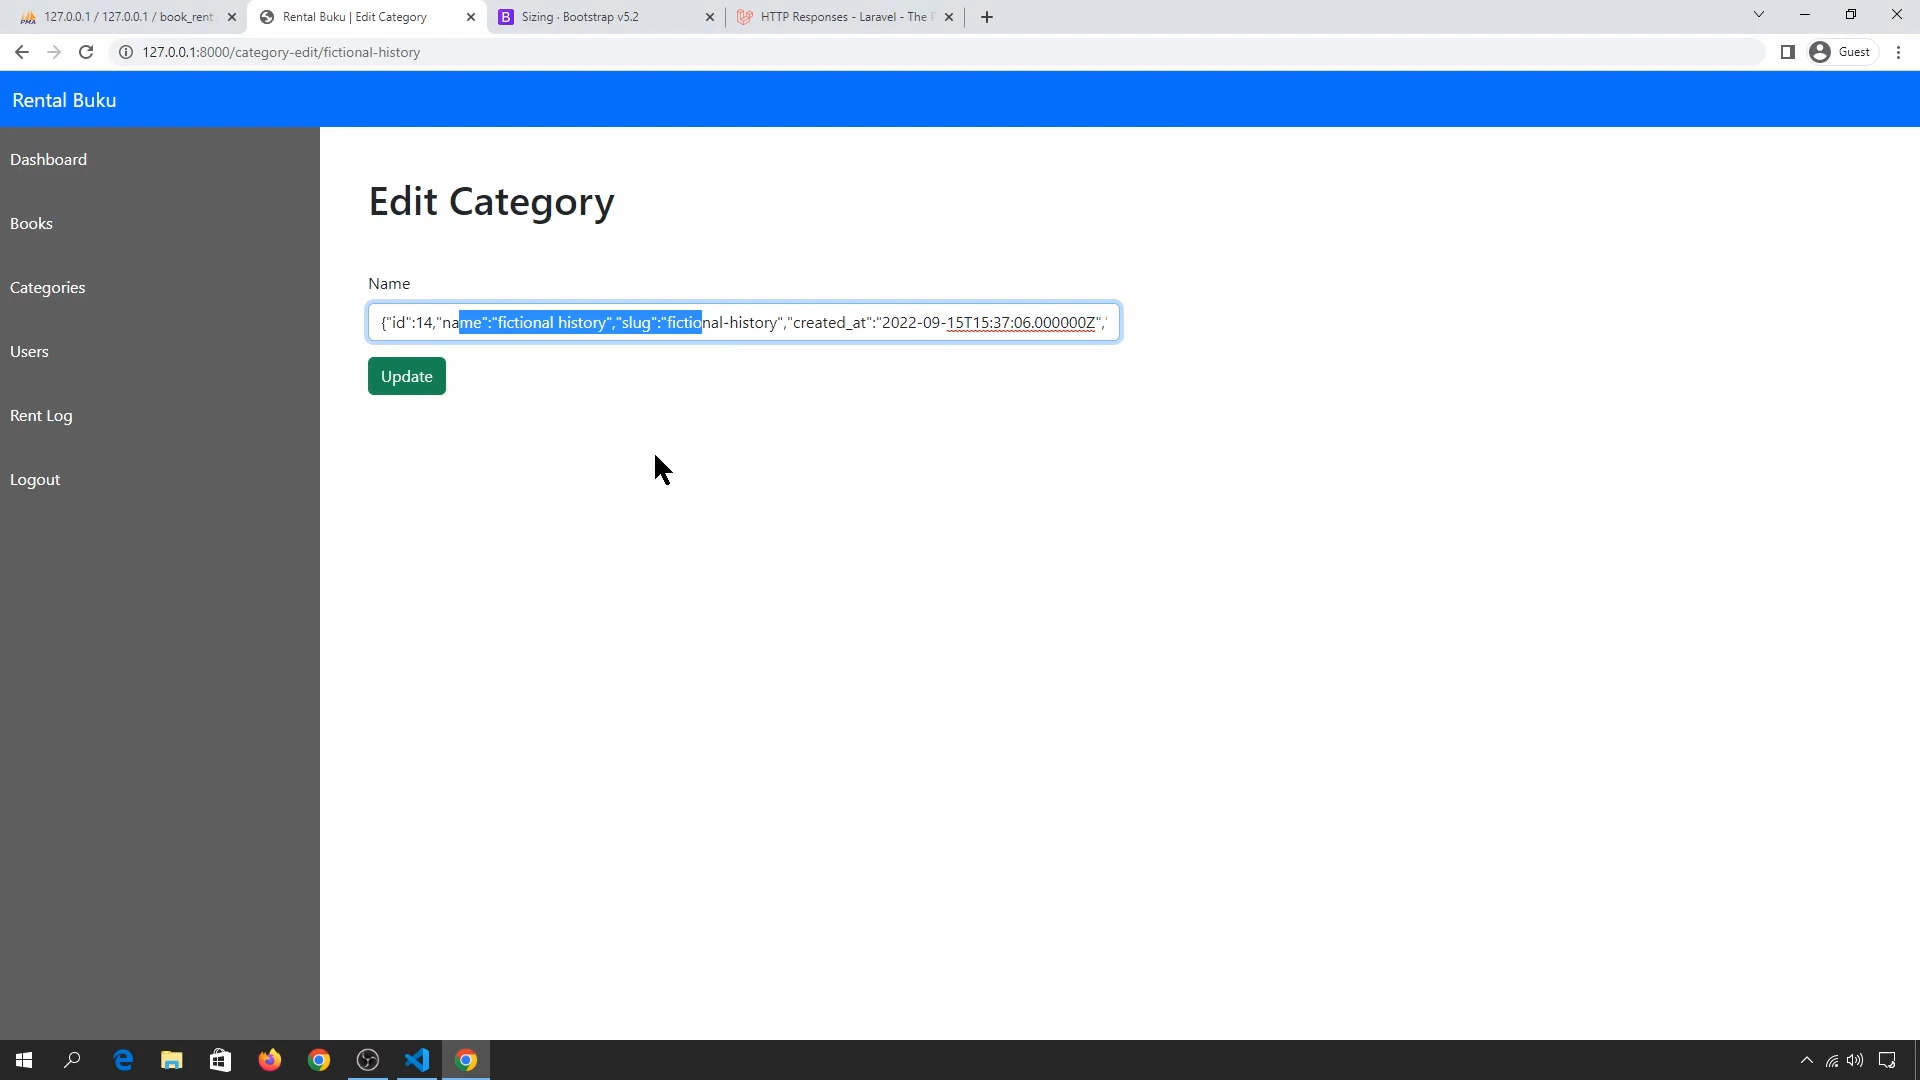 127.0.0.1 / 127.0.0.1 / book_rent
Rental Buku | Edit Category
Sizing · Bootstrap v5.2
HTTP Responses - Laravel - The
127.0.0.1:8000/category-edit/fictional-history
Guest
Rental Buku
Dashboard
Books
Categories
Users
Rent Log
Logout
Edit Category
Name
{"id":14,"name":"fictional history","slug":"fictional-history","created_at":"2022-09-15T15:37:06.000000Z","
Update